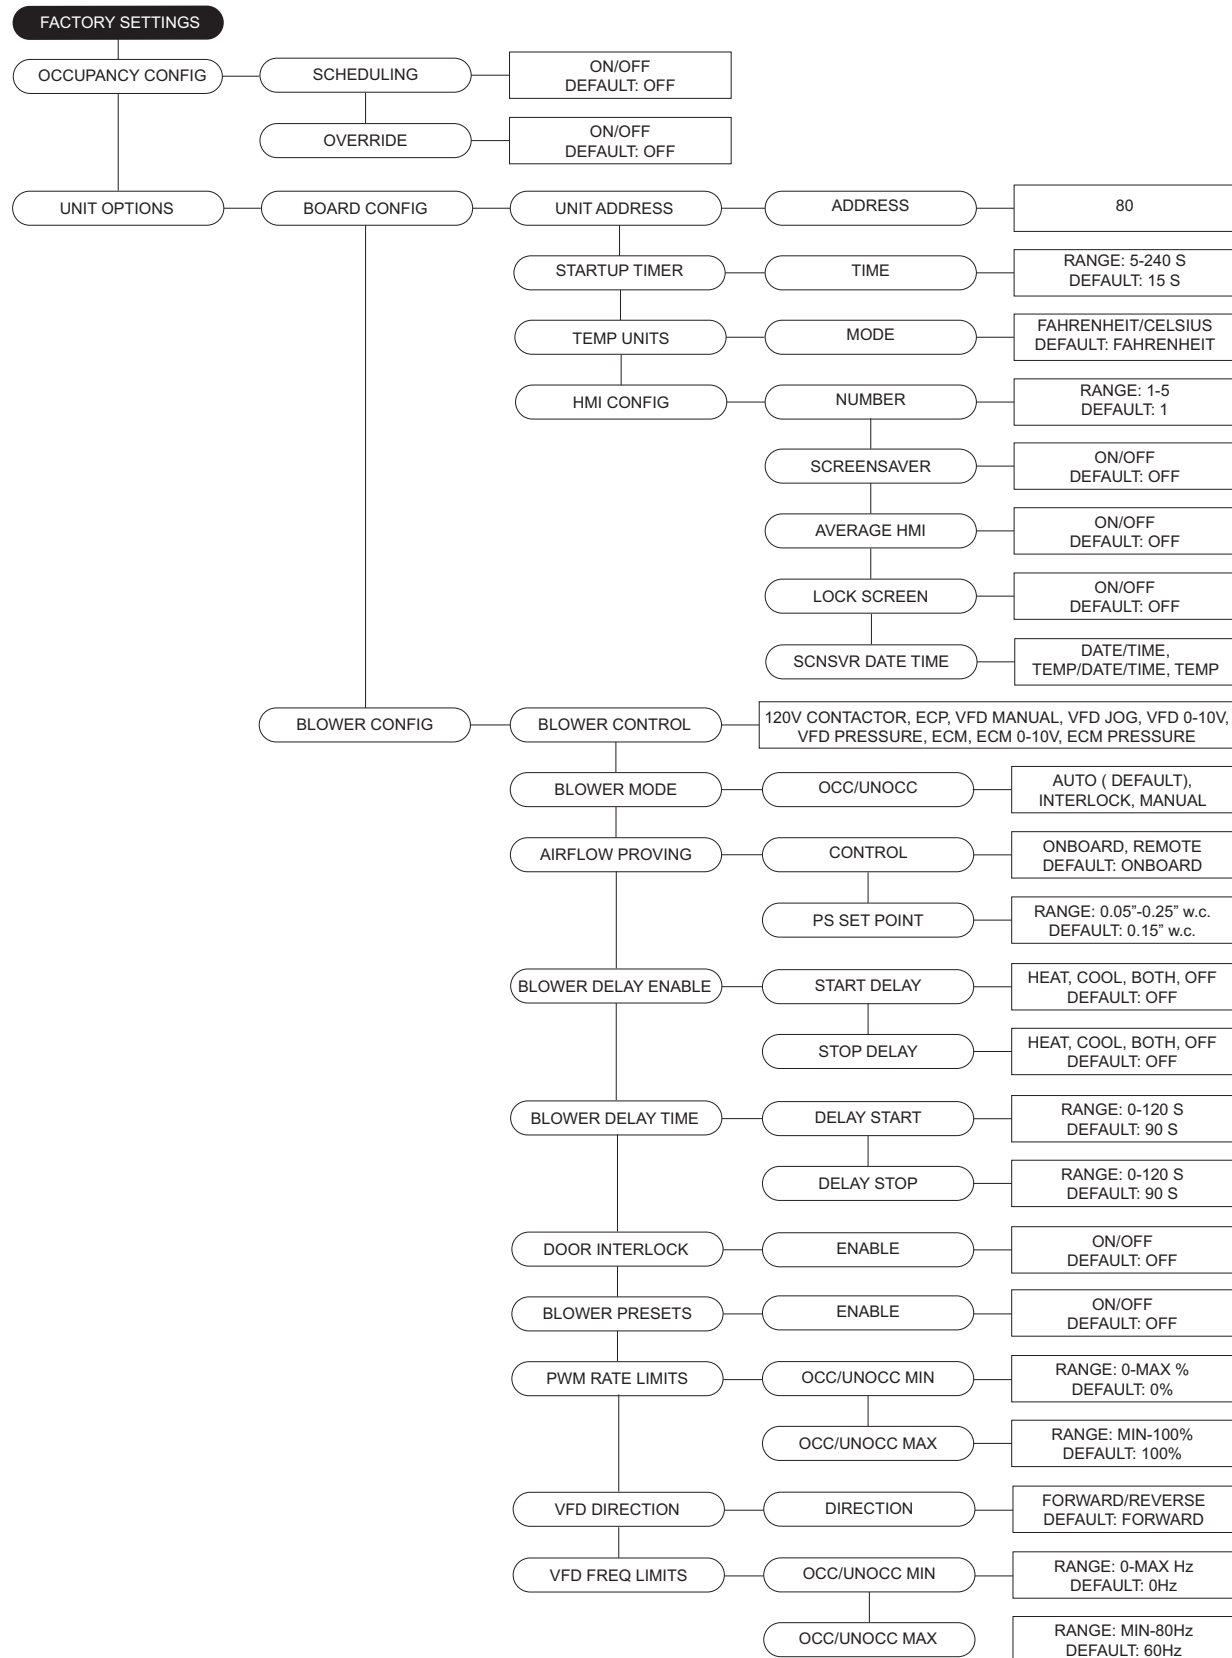 FACTORY SETTINGS
OCCUPANCY CONFIG
SCHEDULING
ON/OFF
DEFAULT: OFF
OVERRIDE
ON/OFF
DEFAULT: OFF
UNIT OPTIONS
BOARD CONFIG
UNIT ADDRESS
ADDRESS
80
STARTUP TIMER
TIME
RANGE: 5-240 S
DEFAULT: 15 S
TEMP UNITS
MODE
FAHRENHEIT/CELSIUS
DEFAULT: FAHRENHEIT
HMI CONFIG
NUMBER
RANGE: 1-5
DEFAULT: 1
SCREENSAVER
ON/OFF
DEFAULT: OFF
AVERAGE HMI
ON/OFF
DEFAULT: OFF
LOCK SCREEN
ON/OFF
DEFAULT: OFF
SCNSVR DATE TIME
DATE/TIME,
TEMP/DATE/TIME, TEMP
BLOWER CONFIG
BLOWER CONTROL
120V CONTACTOR, ECP, VFD MANUAL, VFD JOG, VFD 0-10V,
VFD PRESSURE, ECM, ECM 0-10V, ECM PRESSURE
BLOWER MODE
OCC/UNOCC
AUTO ( DEFAULT),
INTERLOCK, MANUAL
AIRFLOW PROVING
CONTROL
ONBOARD, REMOTE
DEFAULT: ONBOARD
PS SET POINT
RANGE: 0.05”-0.25” w.c.
DEFAULT: 0.15” w.c.
BLOWER DELAY ENABLE
START DELAY
HEAT, COOL, BOTH, OFF
DEFAULT: OFF
STOP DELAY
HEAT, COOL, BOTH, OFF
DEFAULT: OFF
BLOWER DELAY TIME
DELAY START
RANGE: 0-120 S
DEFAULT: 90 S
DELAY STOP
RANGE: 0-120 S
DEFAULT: 90 S
DOOR INTERLOCK
ENABLE
ON/OFF
DEFAULT: OFF
BLOWER PRESETS
ENABLE
ON/OFF
DEFAULT: OFF
PWM RATE LIMITS
OCC/UNOCC MIN
RANGE: 0-MAX %
DEFAULT: 0%
OCC/UNOCC MAX
RANGE: MIN-100%
DEFAULT: 100%
VFD DIRECTION
DIRECTION
FORWARD/REVERSE
DEFAULT: FORWARD
VFD FREQ LIMITS
OCC/UNOCC MIN
RANGE: 0-MAX Hz
DEFAULT: 0Hz
OCC/UNOCC MAX
RANGE: MIN-80Hz
DEFAULT: 60Hz